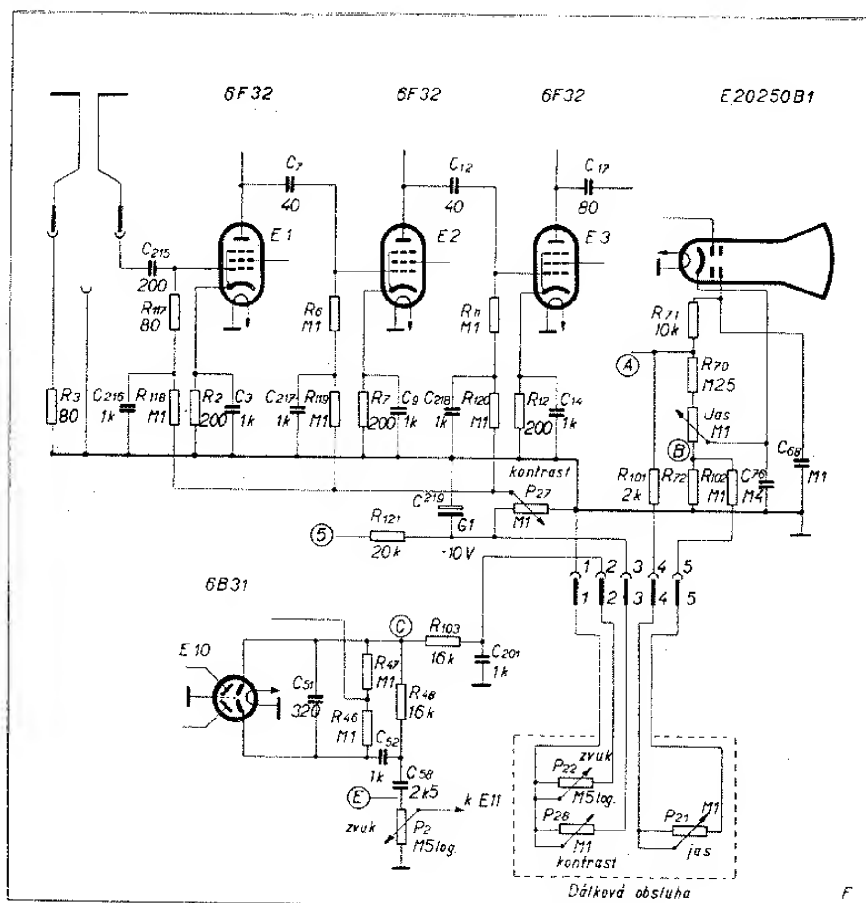 6F32 6F32 6F32 E20250B1
C7
40
C12
40
C17
80
E1
E2
E3
C215
200
R117
80
R6
M1
R11
M1
R71
10k
A
R70
M25
Jas
M1
B
R3
80
C216
1k
R118
M1
R2
200
C3
1k
C217
1k
R119
M1
R7
200
C9
1k
C218
1k
R120
M1
R12
200
C14
1k
R101
2k
R72
R102
M1
C76
M4
C68
M1
kontrast
P27
M1
C219
G1
-10V
5
R121
20k
1 2 3 4 5
1 2 3 4 5
6B31
E10
C51
320
C
R47
M1
R46
M1
R48
16k
R103
16k
C201
1k
C52
1k
C58
2k5
E
k E11
zvuk
P2
M5log.
zvuk
P22
M5log.
P28
M1
kontrast
P21
M1
jas
Dálková obsluha
F